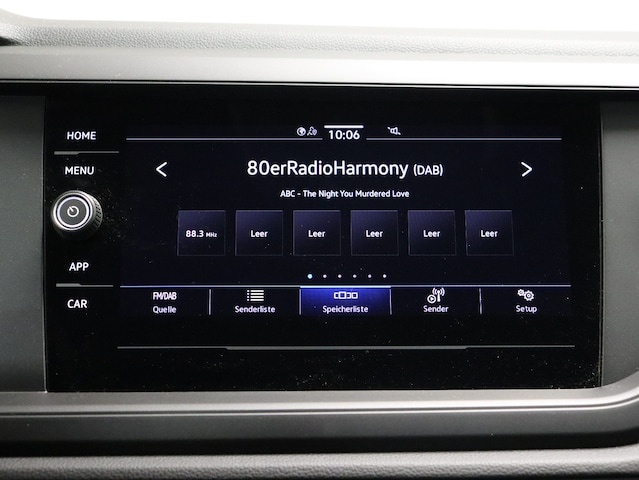 HOME
MENU
APP
CAR
10:06
80erRadioHarmony (DAB)
ABC - The Night You Murdered Love
88.3 MHz
Leer
Leer
Leer
Leer
Leer
FM/DAB
Quelle
Senderliste
Speicherliste
Sender
Setup